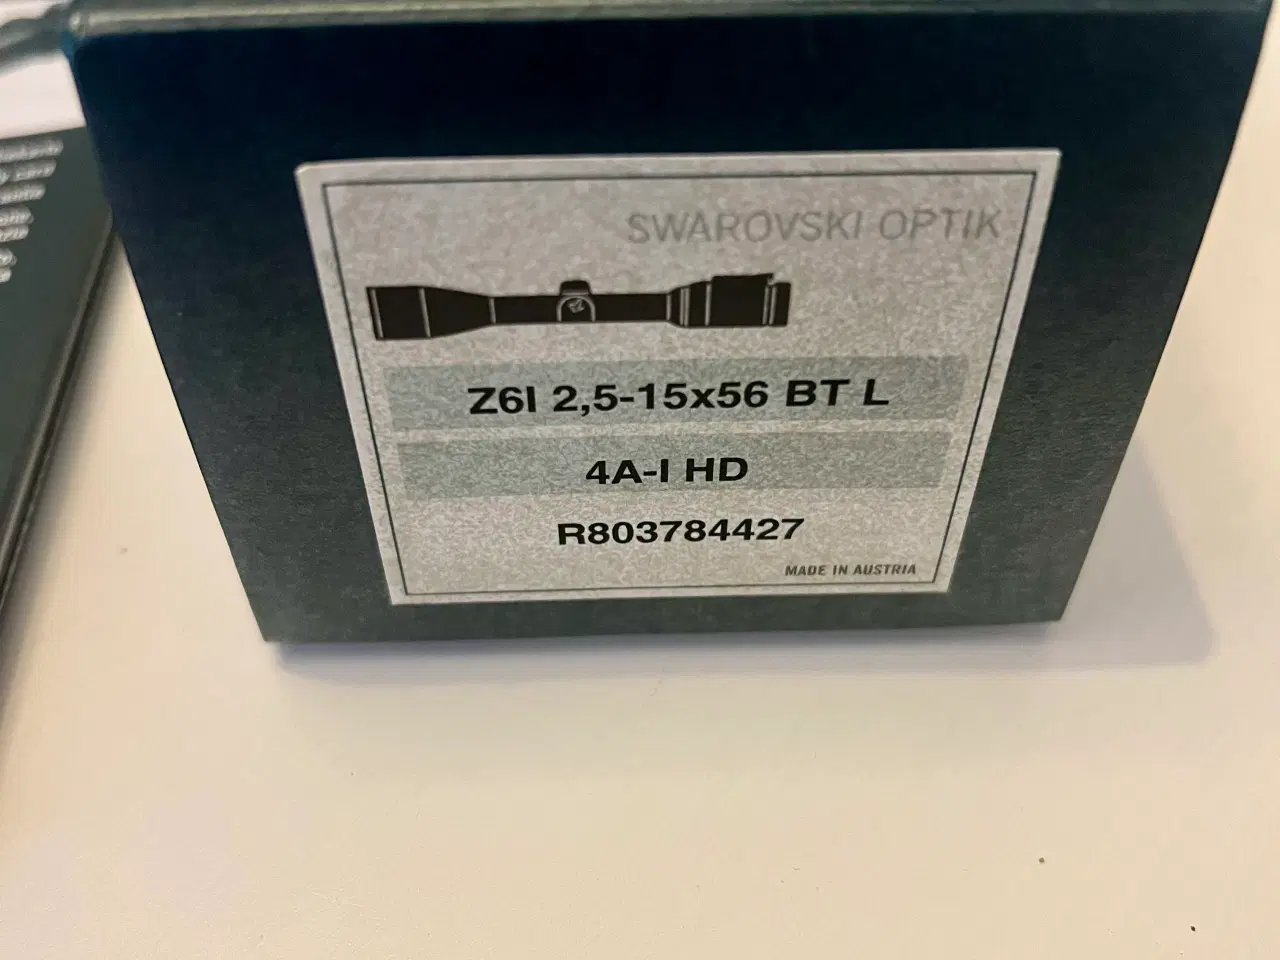 SWAROVSKI OPTIK
Z6I 2,5-15x56 BT L
4A-I HD
R803784427
MADE IN AUSTRIA